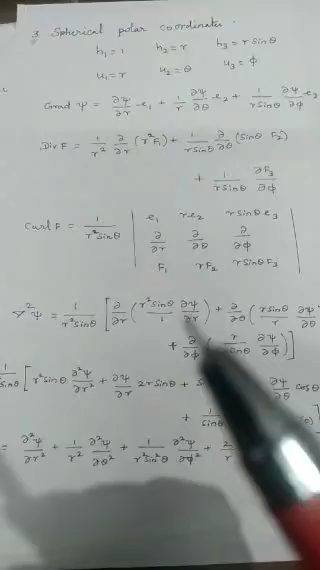 3 Spherical polar coordinates.
h₁ = 1 h₂ = r h₃ = r sinθ
u₁ = r u₂ = θ u₃ = φ
Grad ψ = ∂ψ/∂r e₁ + 1/r ∂ψ/∂θ e₂ + 1/(r sinθ) ∂ψ/∂φ e₃
Div F = 1/r² ∂/∂r (r²F₁) + 1/(r sinθ) ∂/∂θ (sinθ F₂)
+ 1/(r sinθ) ∂F₃/∂φ
Curl F = 1/(r² sinθ) | e₁ re₂ r sinθ e₃
∂/∂r ∂/∂θ ∂/∂φ
F₁ rF₂ r sinθ F₃ |
∇²ψ = 1/(r² sinθ) [ ∂/∂r ( r² sinθ/1 ∂ψ/∂r ) + ∂/∂θ ( r sinθ/r ∂ψ/∂θ
+ ∂/∂φ ( r ∂ψ/∂φ ) ]
[ r² sinθ ∂²ψ/∂r² + ∂ψ/∂r 2r sinθ + ∂ψ/∂θ cosθ
+ 1/sinθ ]
= ∂²ψ/∂r² + 1/r² ∂²ψ/∂θ² + 1/(r² sin²θ) ∂²ψ/∂φ² + 2/r